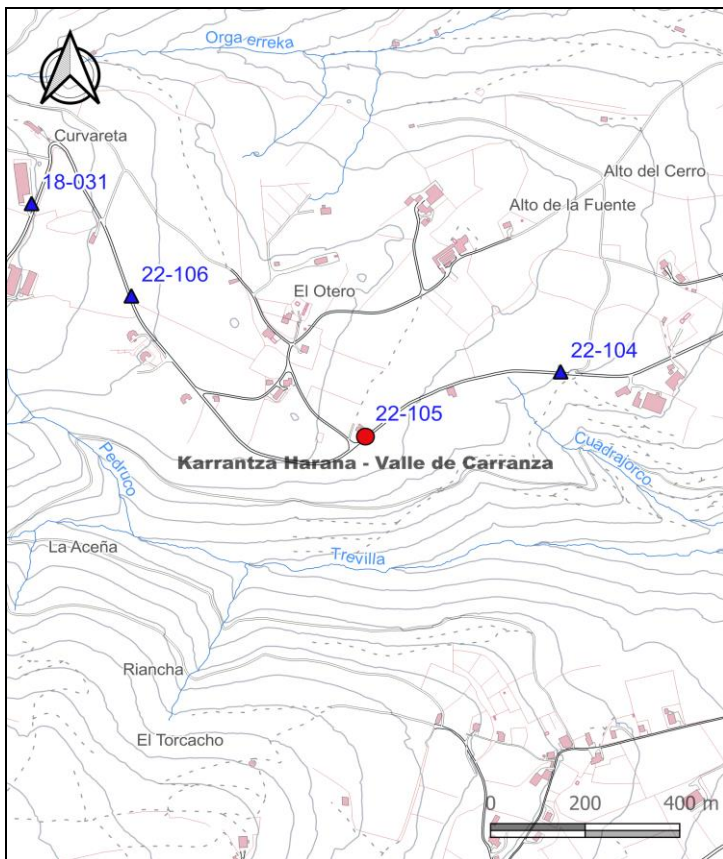 Orga erreka
Curvareta
18-031
Alto del Cerro
Alto de la Fuente
22-106
El Otero
22-104
22-105
Karrantza Harana - Valle de Carranza
Pedruco
Cuadrajorco
La Aceña
Trevilla
Riancha
El Torcacho
0 200 400 m